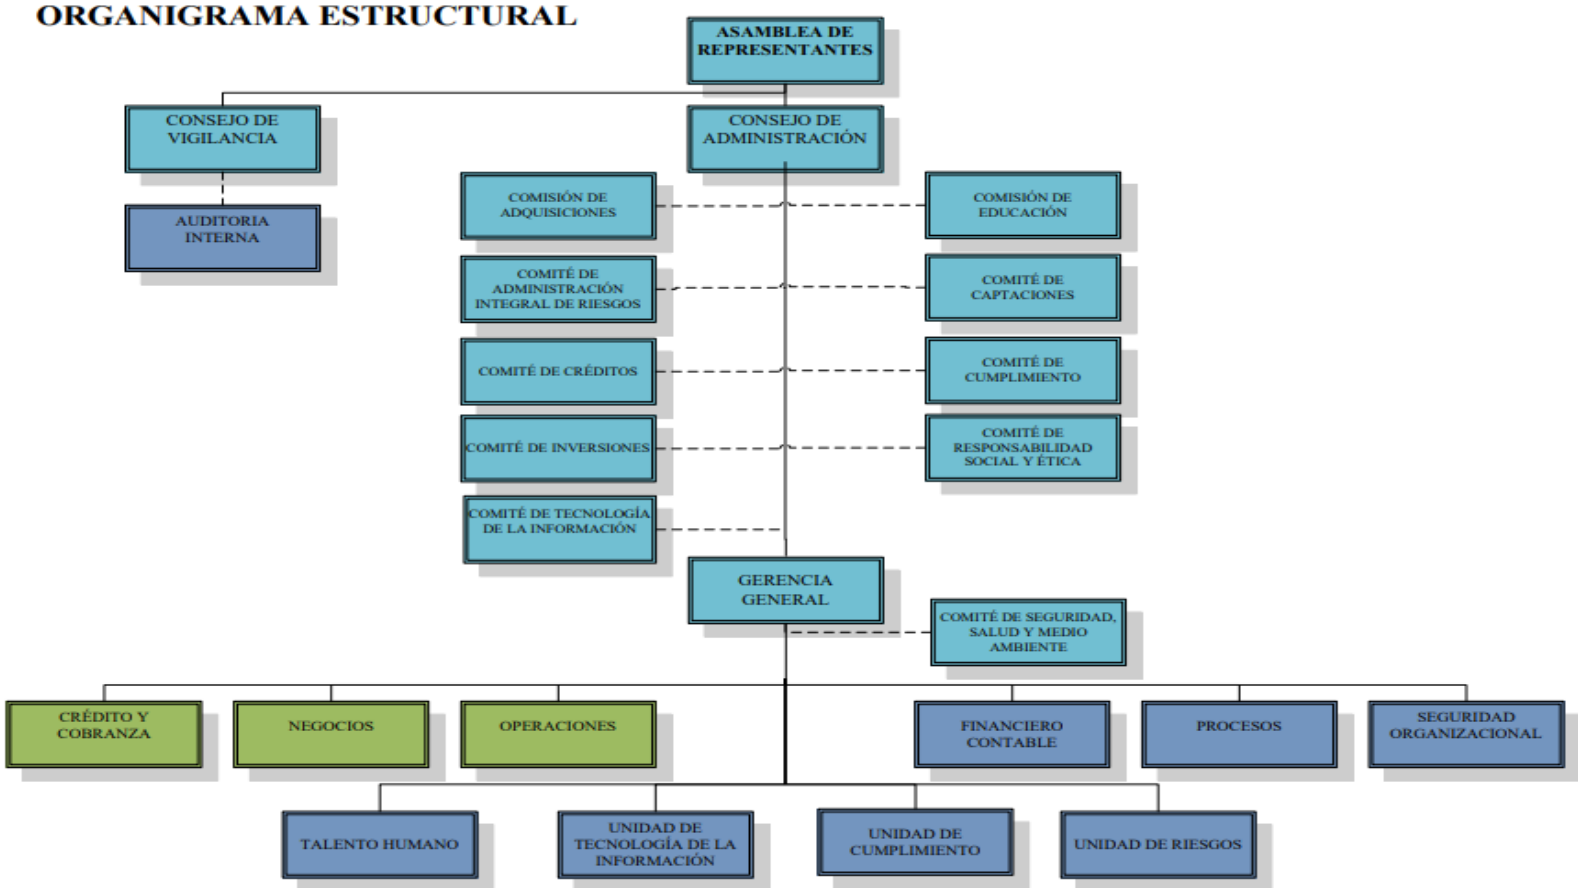 ORGANIGRAMA ESTRUCTURAL
ASAMBLEA DE
REPRESENTANTES
CONSEJO DE
VIGILANCIA
CONSEJO DE
ADMINISTRACIÓN
AUDITORIA
INTERNA
COMISIÓN DE
ADQUISICIONES
COMISIÓN DE
EDUCACIÓN
COMITÉ DE
ADMINISTRACIÓN
INTEGRAL DE RIESGOS
COMITÉ DE
CAPTACIONES
COMITÉ DE CRÉDITOS
COMITÉ DE
CUMPLIMIENTO
COMITÉ DE INVERSIONES
COMITÉ DE
RESPONSABILIDAD
SOCIAL Y ÉTICA
COMITÉ DE TECNOLOGÍA
DE LA INFORMACIÓN
GERENCIA
GENERAL
COMITÉ DE SEGURIDAD,
SALUD Y MEDIO
AMBIENTE
CRÉDITO Y
COBRANZA
NEGOCIOS
OPERACIONES
FINANCIERO
CONTABLE
PROCESOS
SEGURIDAD
ORGANIZACIONAL
TALENTO HUMANO
UNIDAD DE
TECNOLOGÍA DE LA
INFORMACIÓN
UNIDAD DE
CUMPLIMIENTO
UNIDAD DE RIESGOS